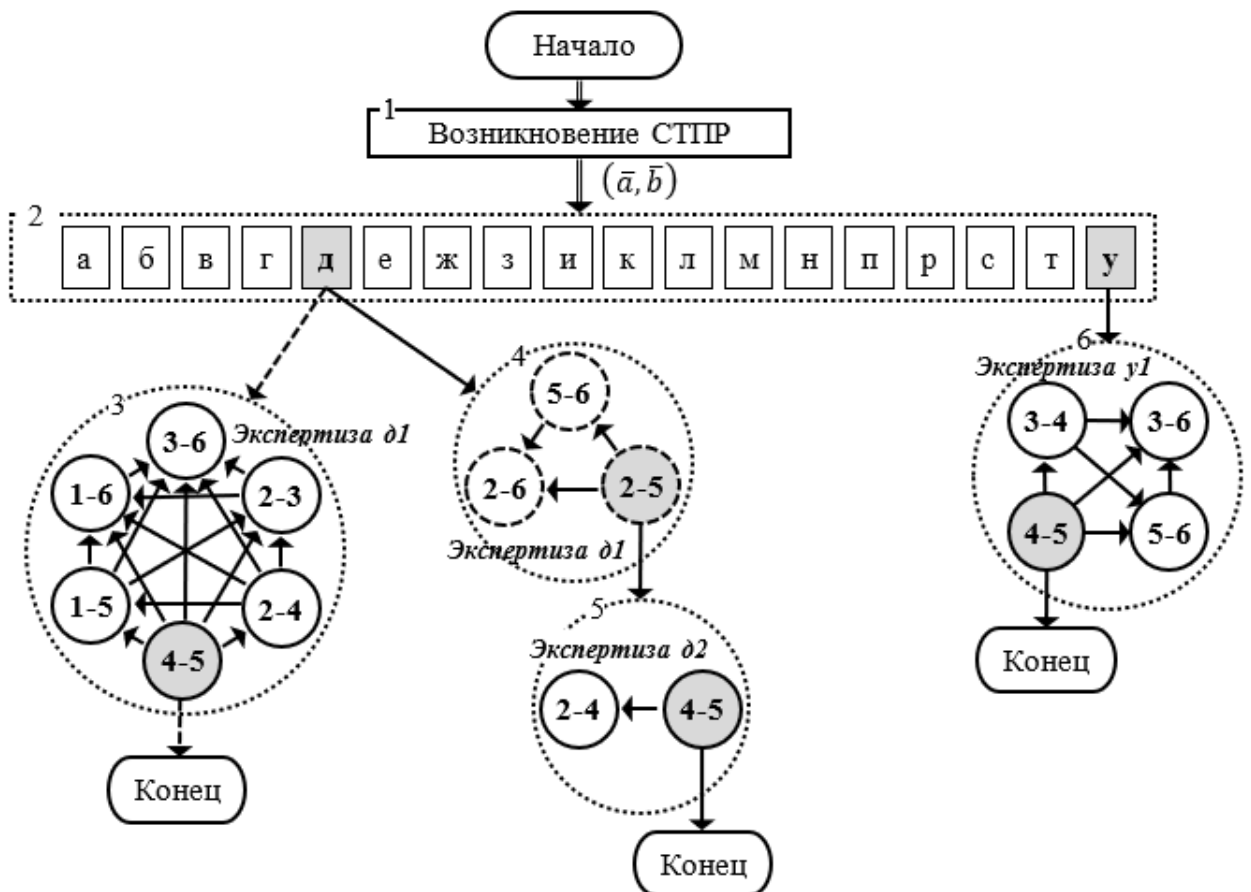 Начало
1
Возникновение СТПР
(a̅, b̅)
2
а б в г д е ж з и к л м н п р с т у
3
3-6
Экспертиза д1
1-6
2-3
1-5
2-4
4-5
Конец
4
5-6
2-6
2-5
Экспертиза д1
5
Экспертиза д2
2-4
4-5
Конец
6
Экспертиза у1
3-4
3-6
4-5
5-6
Конец